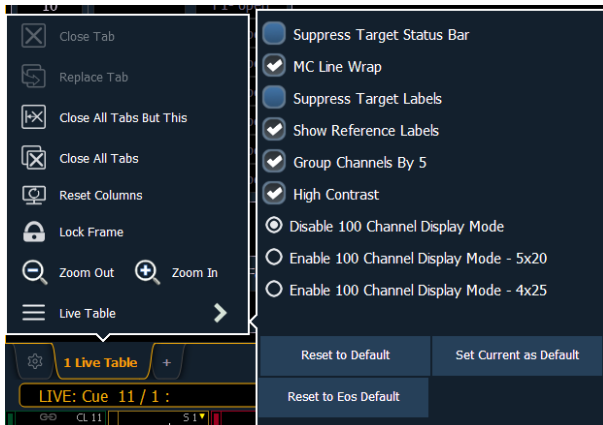 10
Close Tab
Replace Tab
Close All Tabs But This
Close All Tabs
Reset Columns
Lock Frame
Zoom Out Zoom In
Live Table
Suppress Target Status Bar
MC Line Wrap
Suppress Target Labels
Show Reference Labels
Group Channels By 5
High Contrast
Disable 100 Channel Display Mode
Enable 100 Channel Display Mode - 5x20
Enable 100 Channel Display Mode - 4x25
Reset to Default Set Current as Default
Reset to Eos Default
1 Live Table +
LIVE: Cue 11 / 1 :
CL 11 S 1